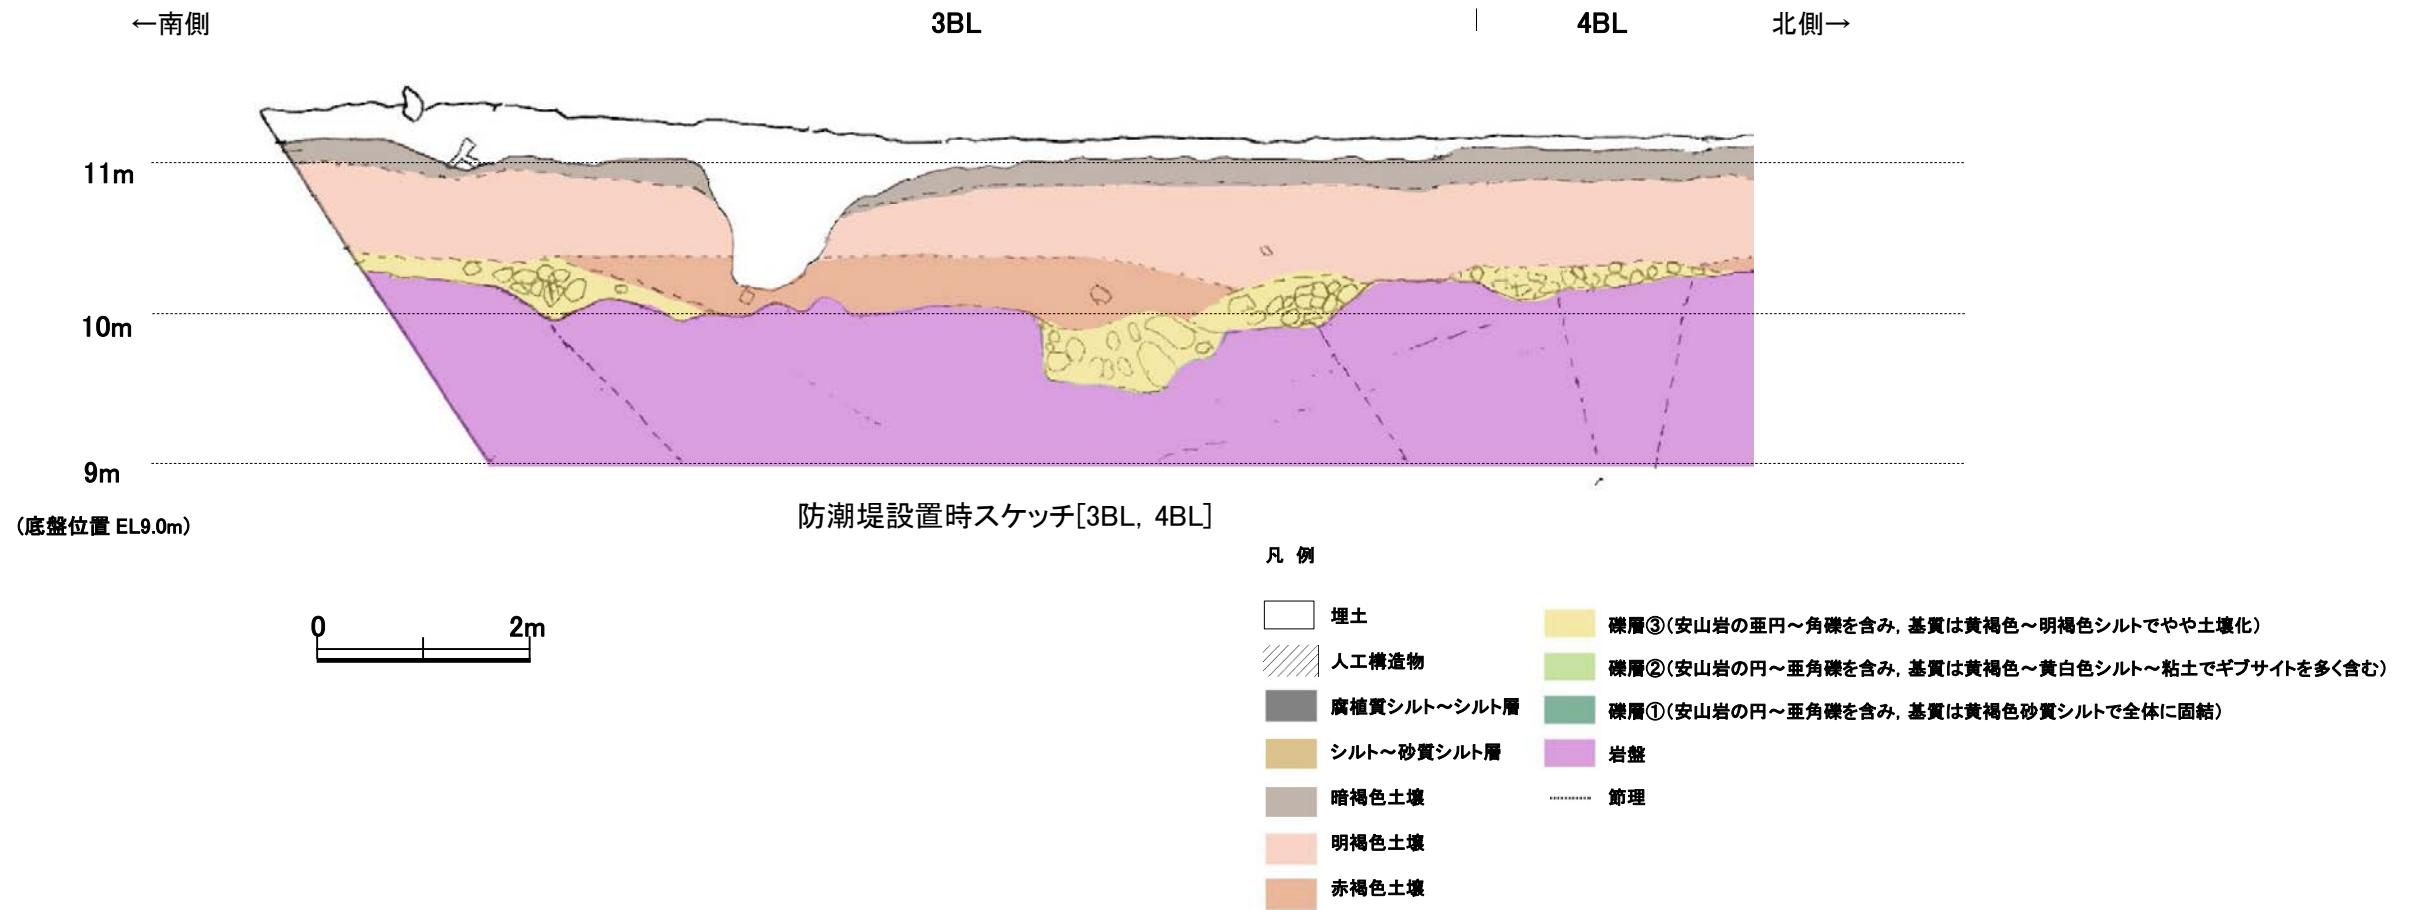 ←南側 3BL 4BL 北側→
11m
10m
9m
(底盤位置 EL9.0m)
防潮堤設置時スケッチ[3BL, 4BL]
凡 例
0 2m
埋土
人工構造物
腐植質シルト～シルト層
シルト～砂質シルト層
暗褐色土壌
明褐色土壌
赤褐色土壌
礫層③(安山岩の亜円～角礫を含み, 基質は黄褐色～明褐色シルトでやや土壌化)
礫層②(安山岩の円～亜角礫を含み, 基質は黄褐色～黄白色シルト～粘土でギブサイトを多く含む)
礫層①(安山岩の円～亜角礫を含み, 基質は黄褐色砂質シルトで全体に固結)
岩盤
節理